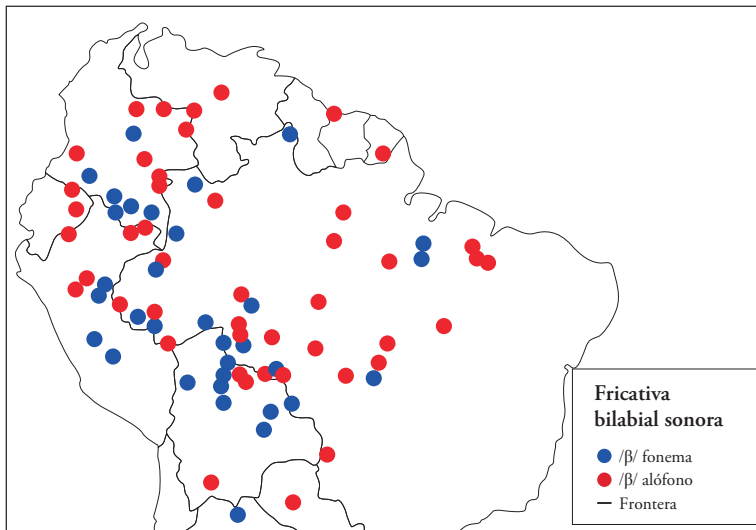 Fricativa
bilabial sonora
/β/ fonema
/β/ alófono
Frontera